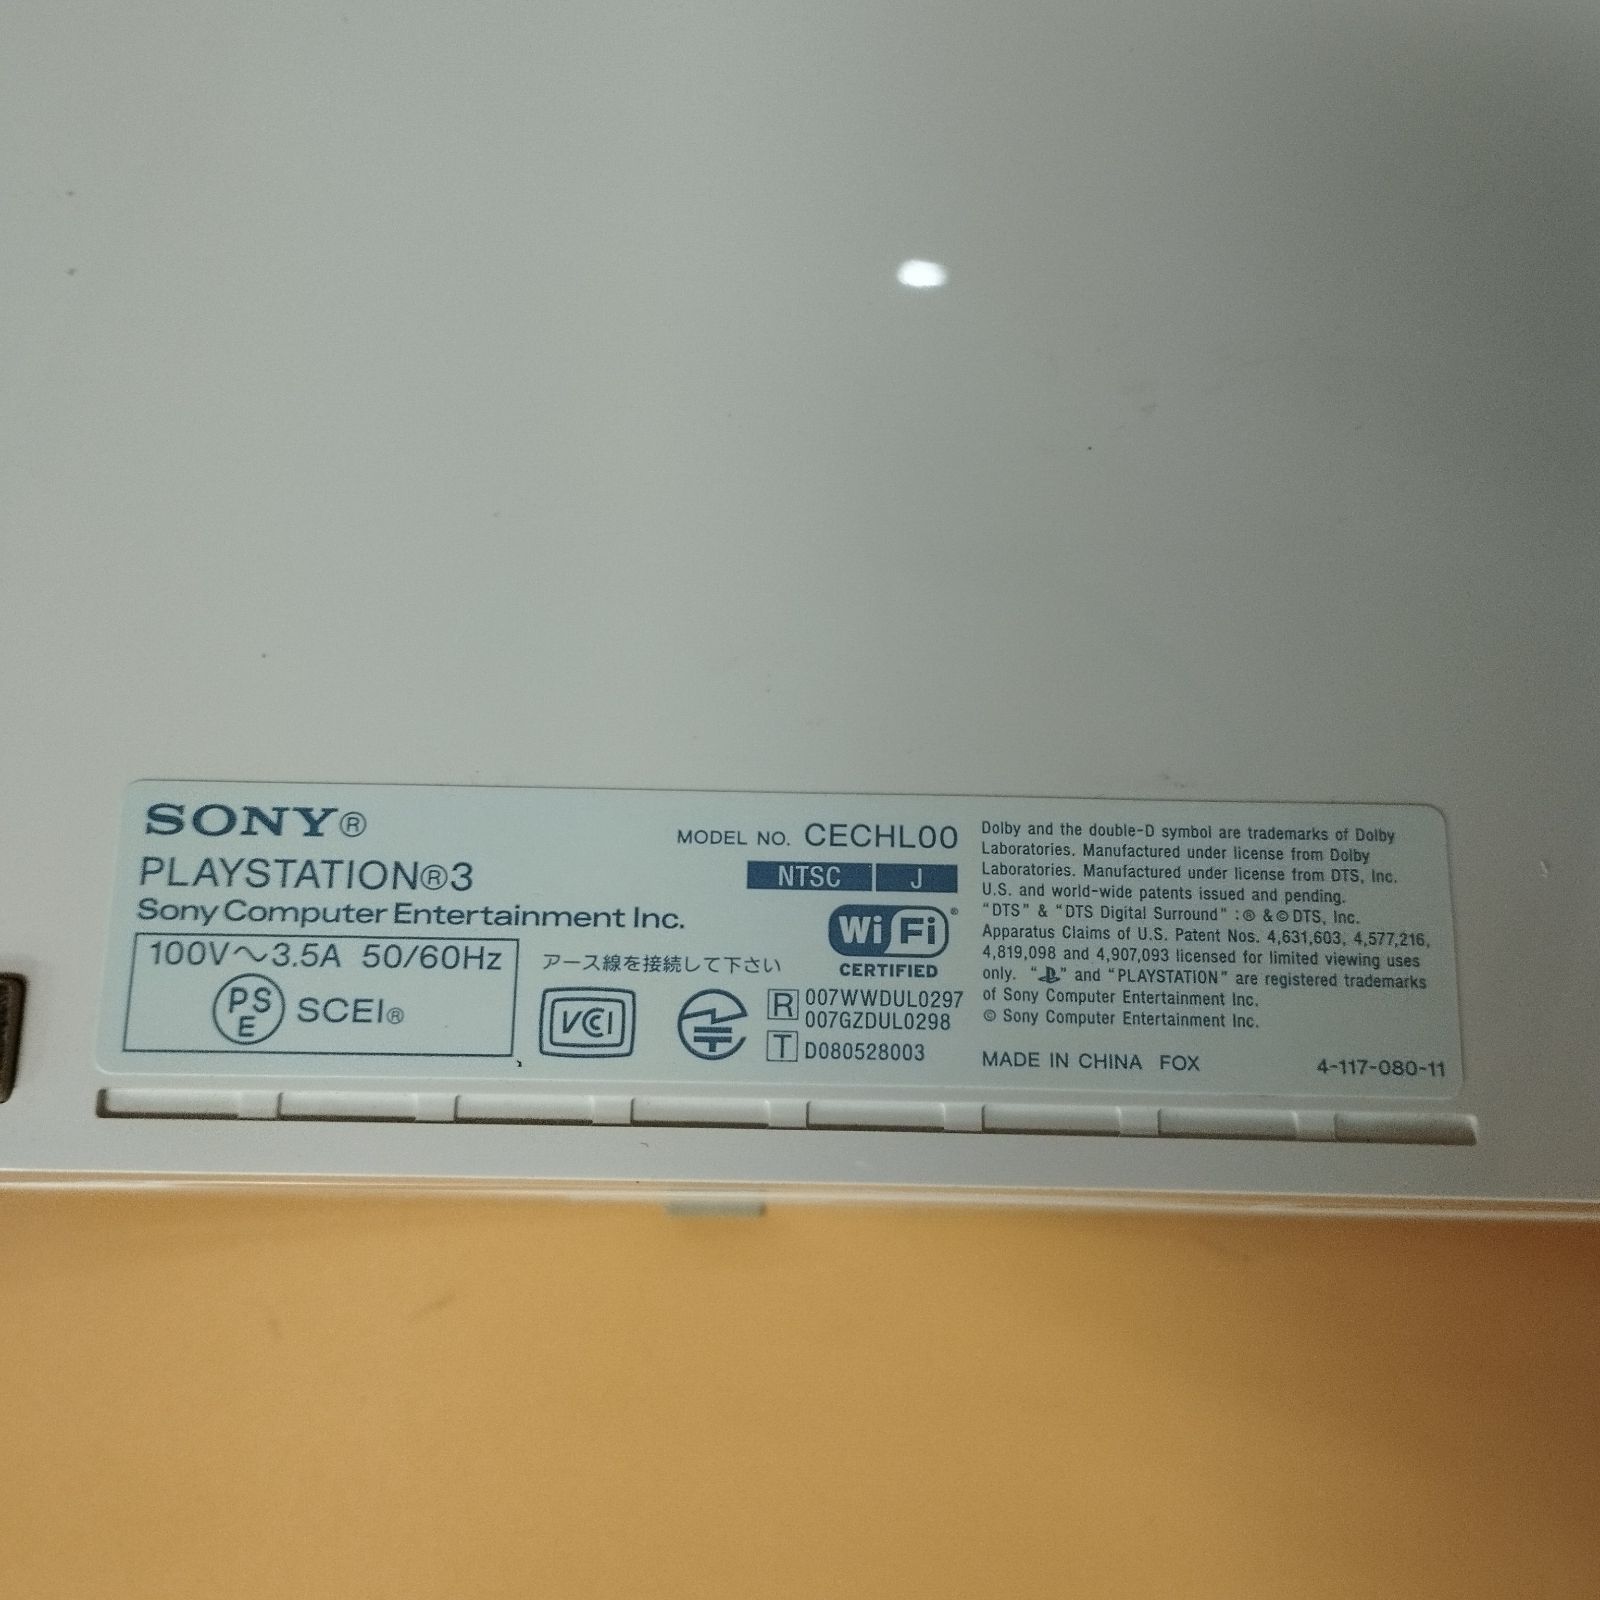 SONY®
PLAYSTATION®3
Sony Computer Entertainment Inc.
100V～3.5A 50/60Hz
PS
E
SCEI®
アース線を接続して下さい
VCCI
MODEL NO. CECHL00
NTSC J
Wi Fi®
CERTIFIED
R 007WWDUL0297
007GZDUL0298
T D080528003
Dolby and the double-D symbol are trademarks of Dolby
Laboratories. Manufactured under license from Dolby
Laboratories. Manufactured under license from DTS, Inc.
U.S. and world-wide patents issued and pending.
"DTS" & "DTS Digital Surround" :® &© DTS, Inc.
Apparatus Claims of U.S. Patent Nos. 4,631,603, 4,577,216,
4,819,098 and 4,907,093 licensed for limited viewing uses
only. "PS" and "PLAYSTATION" are registered trademarks
of Sony Computer Entertainment Inc.
© Sony Computer Entertainment Inc.
MADE IN CHINA FOX
4-117-080-11